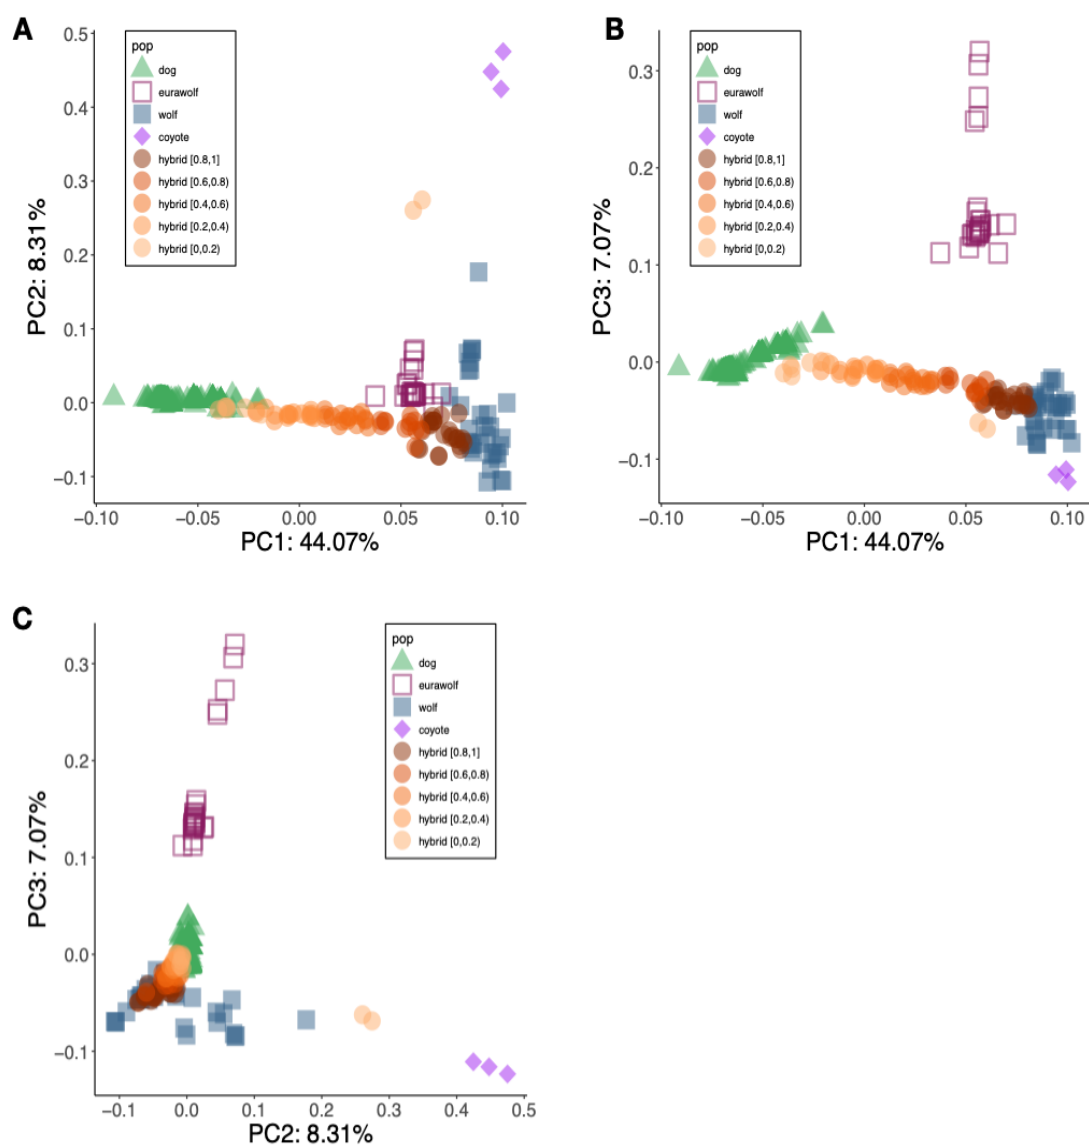 A
PC2: 8.31%
0.5
0.4
0.3
0.2
0.1
0.0
−0.1
pop
dog
eurawolf
wolf
coyote
hybrid [0.8,1]
hybrid [0.6,0.8)
hybrid [0.4,0.6)
hybrid [0.2,0.4)
hybrid [0,0.2)
−0.10
−0.05
0.00
0.05
0.10
PC1: 44.07%
B
PC3: 7.07%
0.3
0.2
0.1
0.0
−0.1
pop
dog
eurawolf
wolf
coyote
hybrid [0.8,1]
hybrid [0.6,0.8)
hybrid [0.4,0.6)
hybrid [0.2,0.4)
hybrid [0,0.2)
−0.10
−0.05
0.00
0.05
0.10
PC1: 44.07%
C
PC3: 7.07%
0.3
0.2
0.1
0.0
−0.1
pop
dog
eurawolf
wolf
coyote
hybrid [0.8,1]
hybrid [0.6,0.8)
hybrid [0.4,0.6)
hybrid [0.2,0.4)
hybrid [0,0.2)
−0.1
0.0
0.1
0.2
0.3
0.4
0.5
PC2: 8.31%